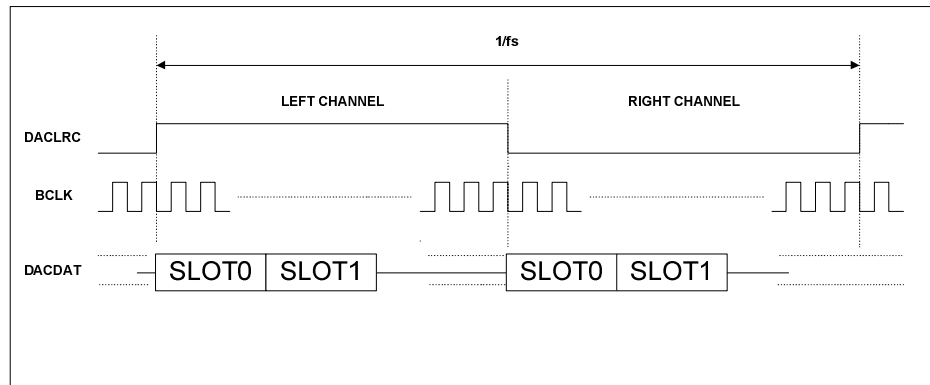 1/fs
LEFT CHANNEL
RIGHT CHANNEL
DACLRC
BCLK
DACDAT
SLOT0
SLOT1
SLOT0
SLOT1